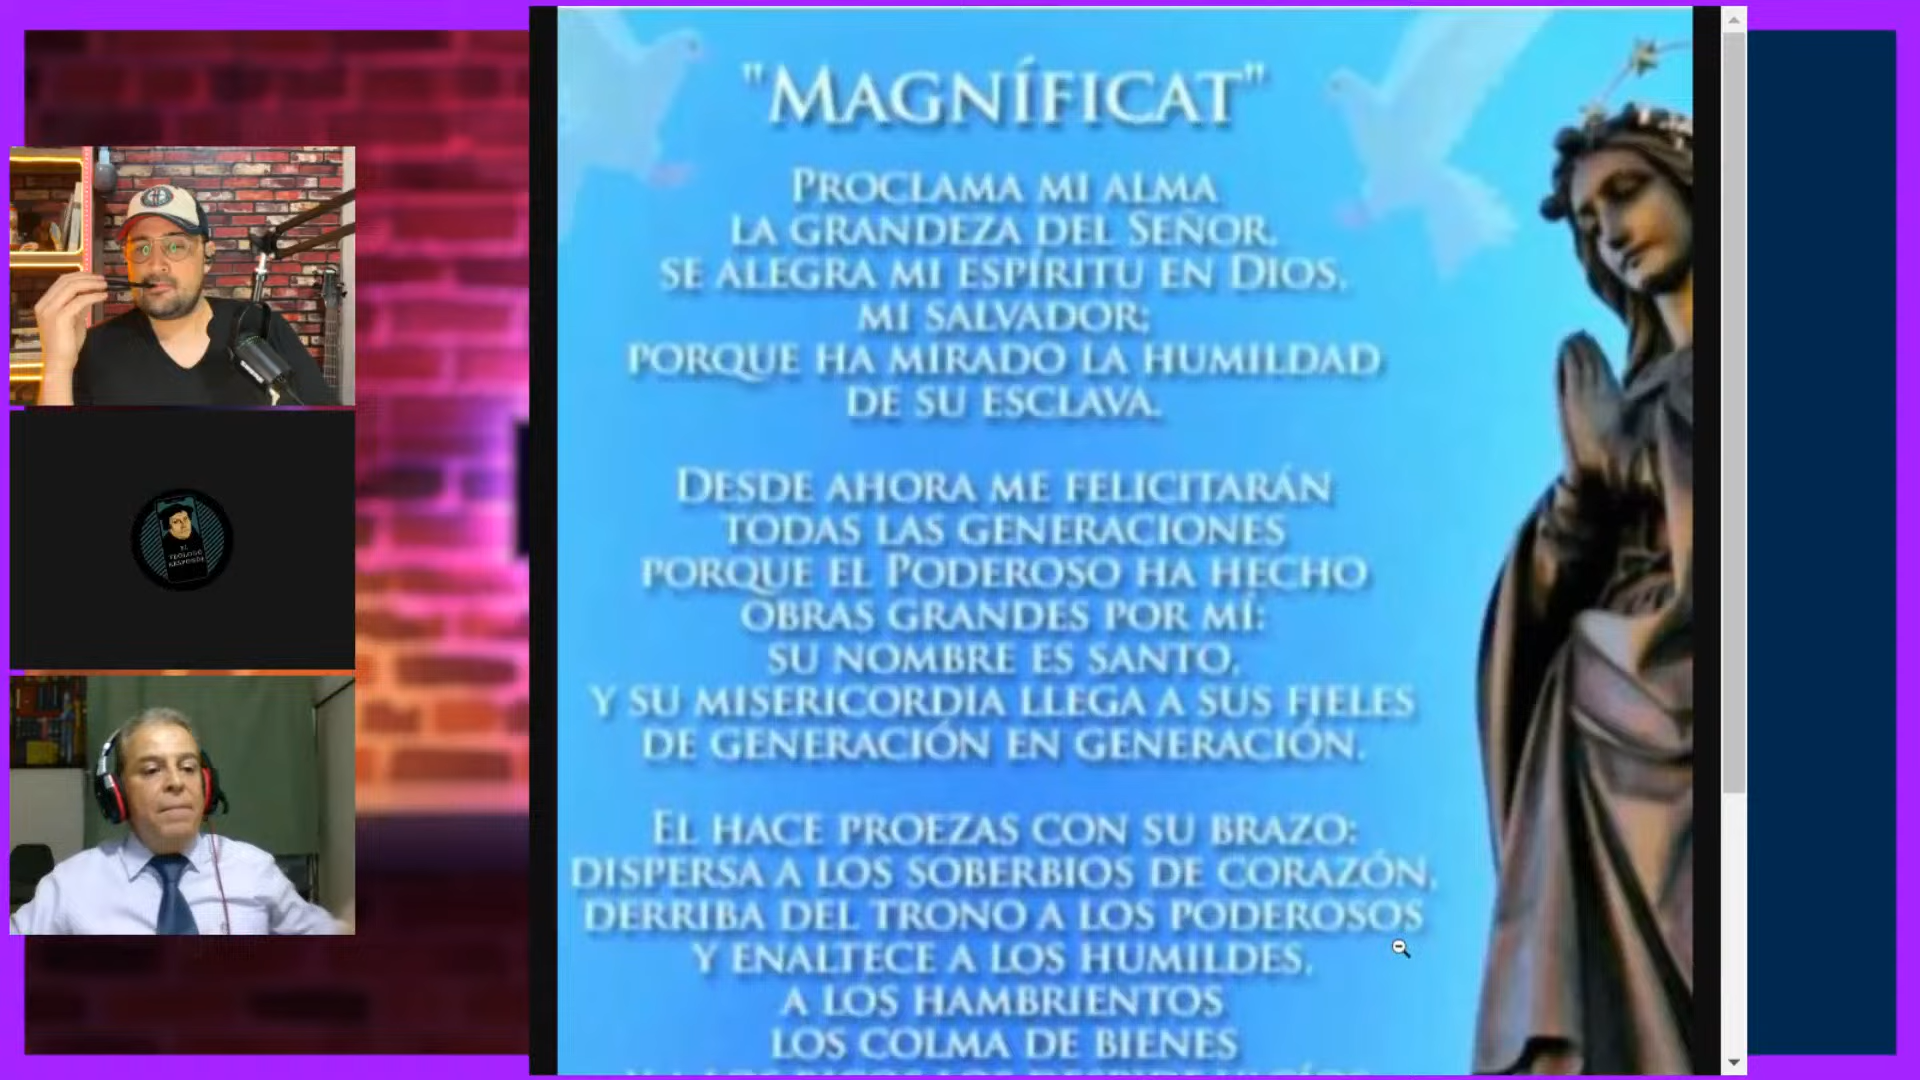 "MAGNÍFICAT"
PROCLAMA MI ALMA
LA GRANDEZA DEL SEÑOR,
SE ALEGRA MI ESPÍRITU EN DIOS,
MI SALVADOR;
PORQUE HA MIRADO LA HUMILDAD
DE SU ESCLAVA.
DESDE AHORA ME FELICITARÁN
TODAS LAS GENERACIONES
PORQUE EL PODEROSO HA HECHO
OBRAS GRANDES POR MÍ:
SU NOMBRE ES SANTO,
Y SU MISERICORDIA LLEGA A SUS FIELES
DE GENERACIÓN EN GENERACIÓN.
EL HACE PROEZAS CON SU BRAZO:
DISPERSA A LOS SOBERBIOS DE CORAZÓN,
DERRIBA DEL TRONO A LOS PODEROSOS
Y ENALTECE A LOS HUMILDES,
A LOS HAMBRIENTOS
LOS COLMA DE BIENES
EL
TEÓLOGO
RESPONDE